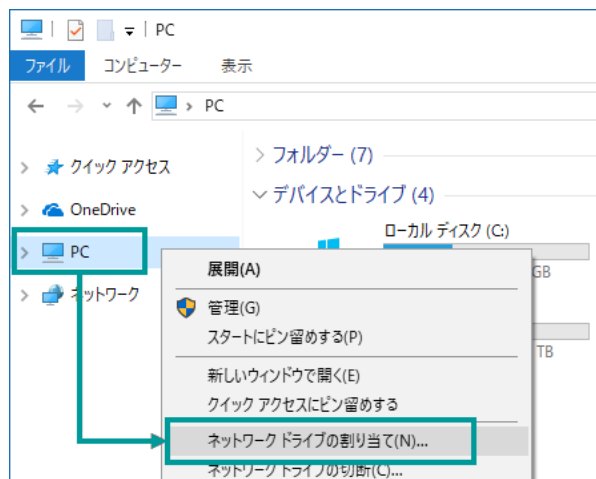 PC
ファイル コンピューター 表示
PC
クイック アクセス
OneDrive
PC
ネットワーク
フォルダー (7)
デバイスとドライブ (4)
ローカル ディスク (C:)
GB
TB
展開(A)
管理(G)
スタートにピン留めする(P)
新しいウィンドウで開く(E)
クイック アクセスにピン留めする
ネットワーク ドライブの割り当て(N)...
ネットワーク ドライブの切断(C)...